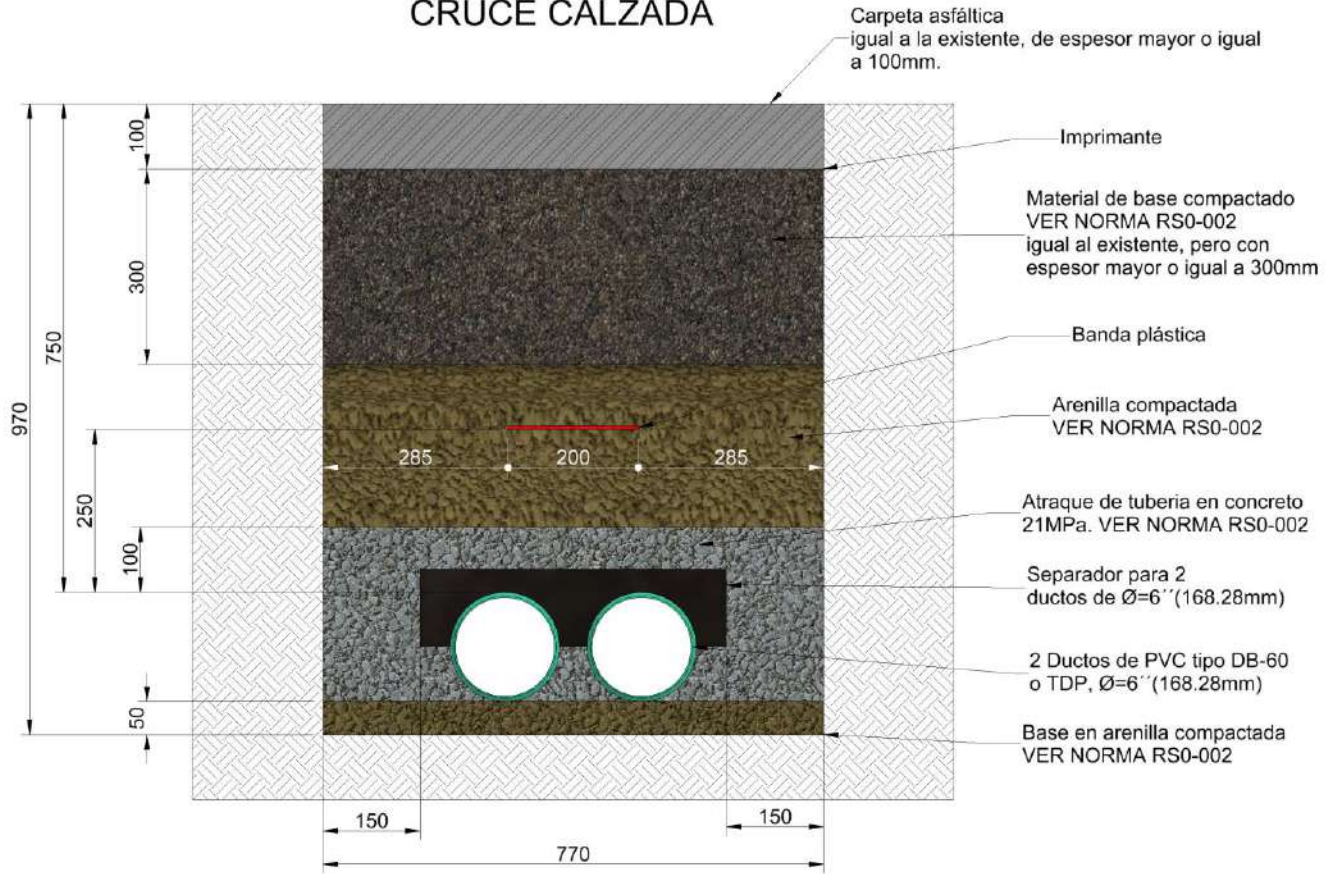 CRUCE CALZADA
Carpeta asfáltica
igual a la existente, de espesor mayor o igual
a 100mm.
Imprimante
Material de base compactado
VER NORMA RS0-002
igual al existente, pero con
espesor mayor o igual a 300mm
Banda plástica
Arenilla compactada
VER NORMA RS0-002
Atraque de tuberia en concreto
21MPa. VER NORMA RS0-002
Separador para 2
ductos de Ø=6´´(168.28mm)
2 Ductos de PVC tipo DB-60
o TDP, Ø=6´´(168.28mm)
Base en arenilla compactada
VER NORMA RS0-002
970
750
100
300
250
100
50
285
200
285
150
150
770